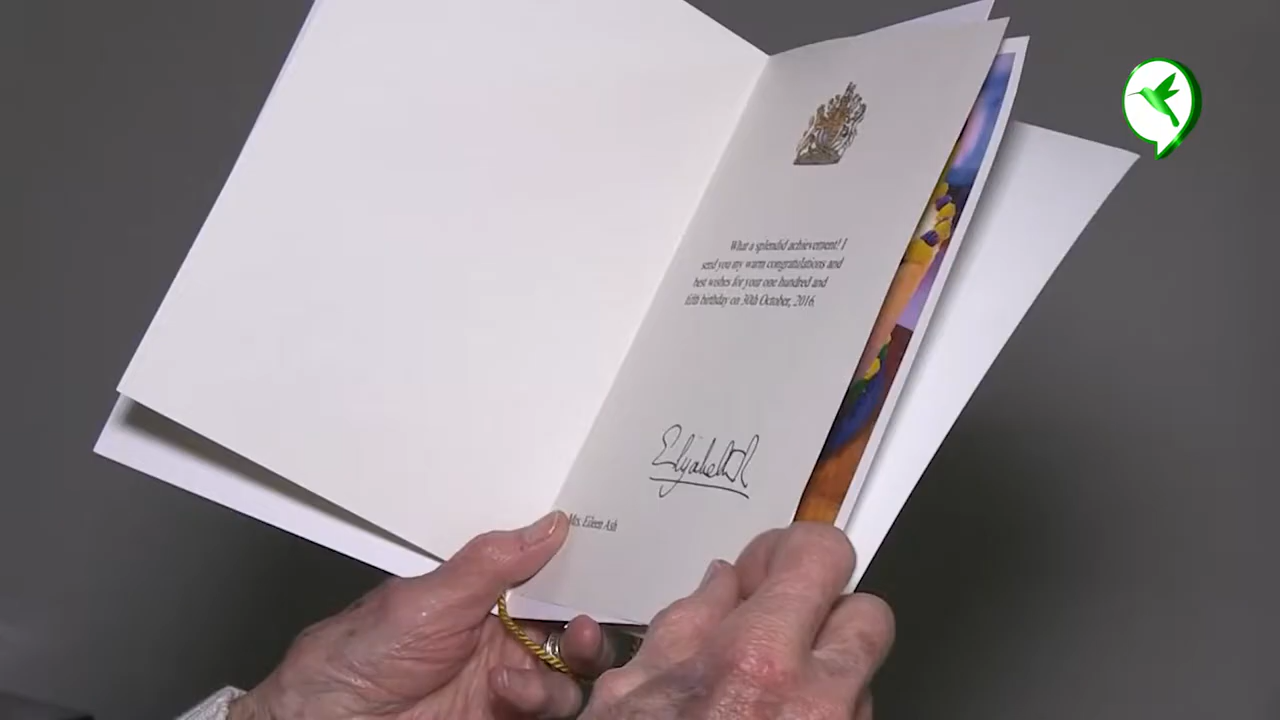 What a splendid achievement! I
send you my warm congratulations and
best wishes for your one hundred and
fifth birthday on 30th October, 2016.
Elizabeth R
Mrs. Eileen Ash